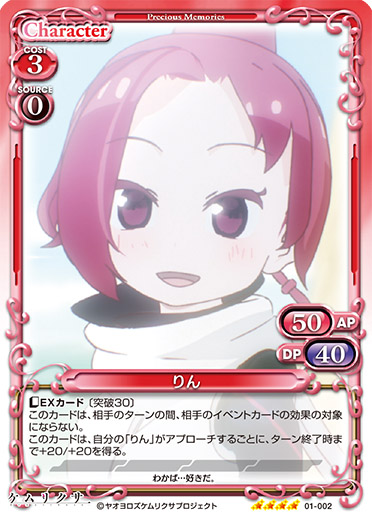 Precious Memories
Character
COST
3
SOURCE
0
50 AP
DP 40
りん
EXカード [突破30]
このカードは、相手のターンの間、相手のイベントカードの効果の対象
にならない。
このカードは、自分の「りん」がアプローチするごとに、ターン終了時ま
で+20/+20を得る。
わかば…好きだ。
ケムリクサ
©ヤオヨロズケムリクサプロジェクト
★★★★ 01-002